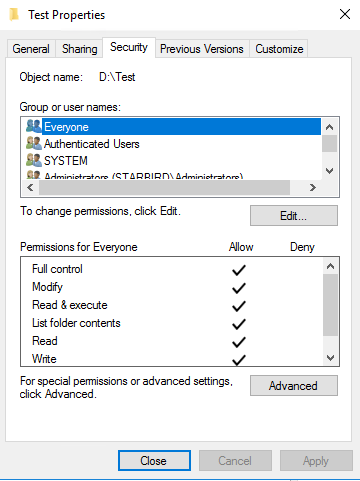 Test Properties
General Sharing Security Previous Versions Customize
Object name: D:\Test
Group or user names:
Everyone
Authenticated Users
SYSTEM
Administrators (STARBIRD\Administrators)
To change permissions, click Edit.
Edit...
Permissions for Everyone Allow Deny
Full control
Modify
Read & execute
List folder contents
Read
Write
For special permissions or advanced settings,
click Advanced.
Advanced
Close Cancel Apply